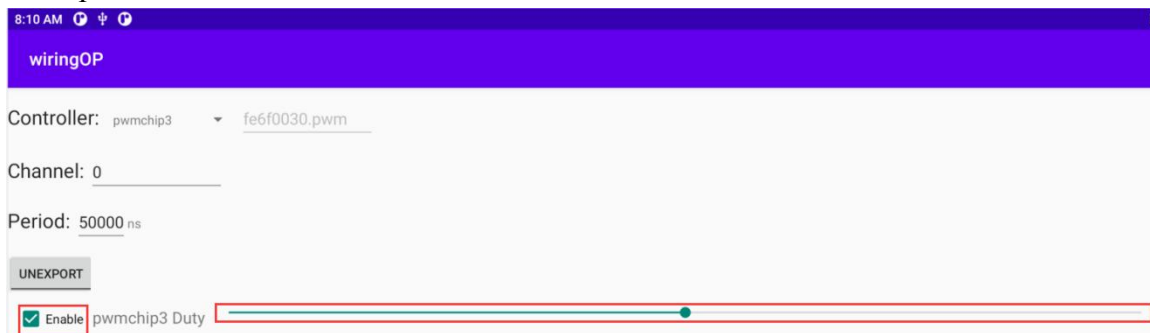 8:10 AM
wiringOP
Controller: pwmchip3 fe6f0030.pwm
Channel: 0
Period: 50000 ns
UNEXPORT
Enable pwmchip3 Duty